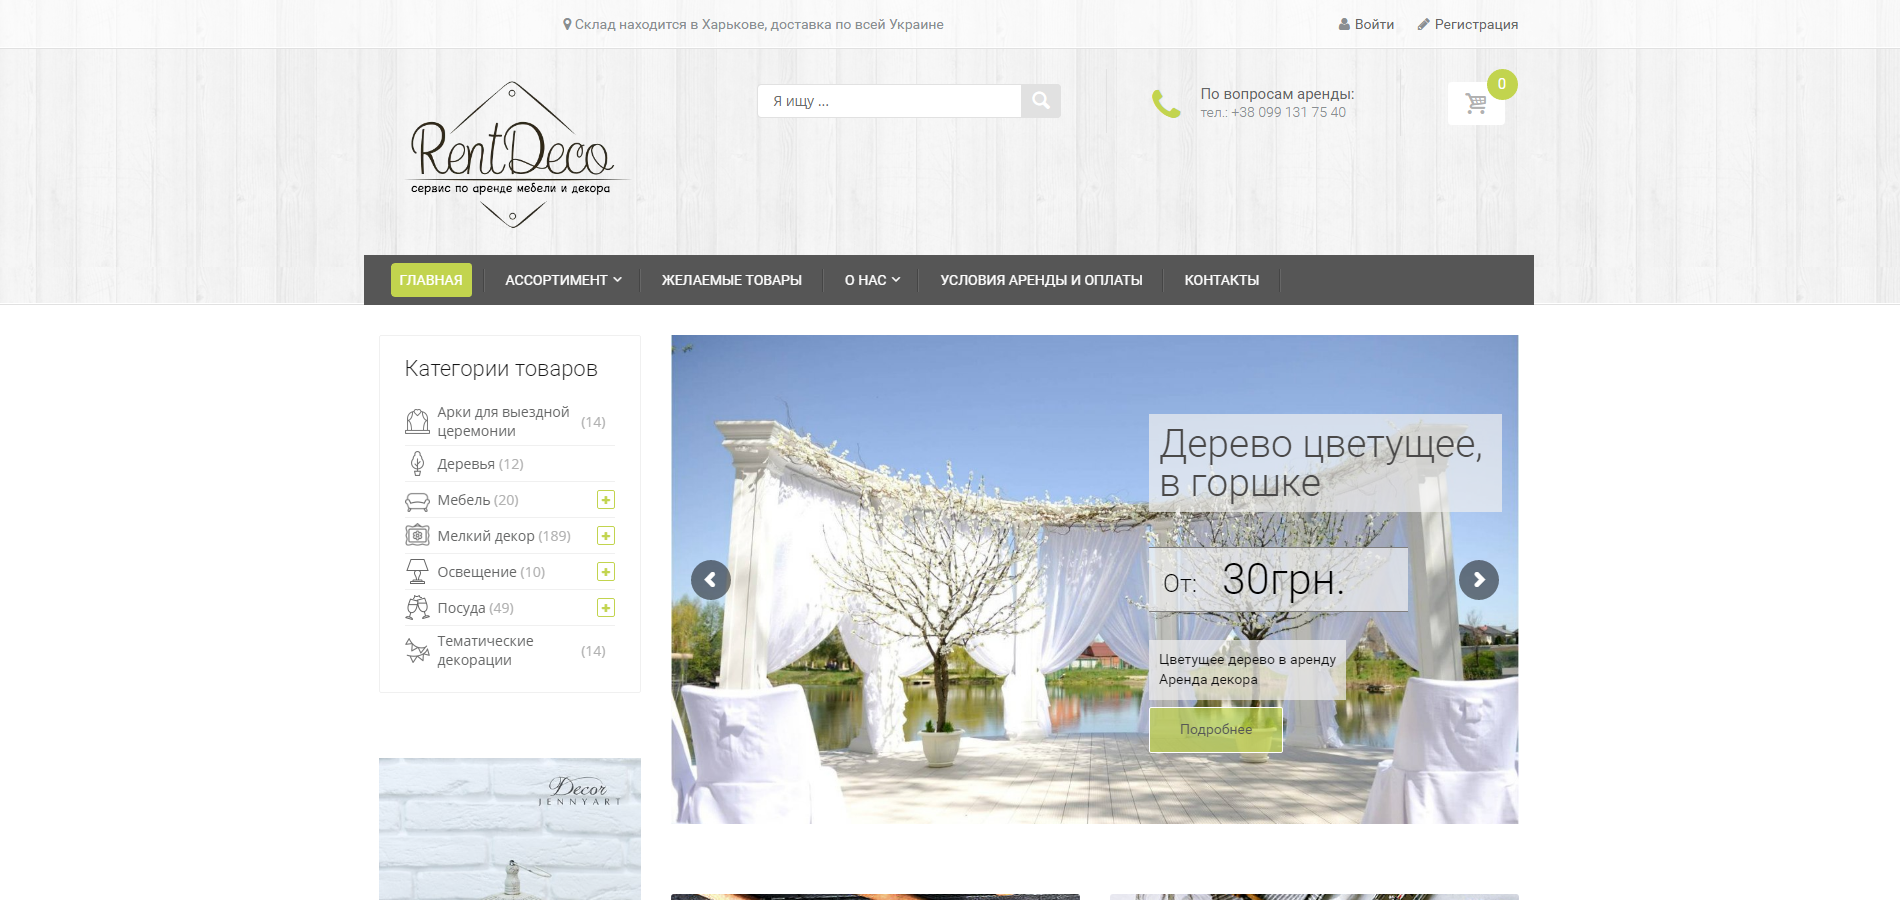 Склад находится в Харькове, доставка по всей Украине
Войти
Регистрация
RentDeco
сервис по аренде мебели и декора
Я ищу ...
По вопросам аренды:
тел.: +38 099 131 75 40
0
ГЛАВНАЯ
АССОРТИМЕНТ
ЖЕЛАЕМЫЕ ТОВАРЫ
О НАС
УСЛОВИЯ АРЕНДЫ И ОПЛАТЫ
КОНТАКТЫ
Категории товаров
Арки для выездной
церемонии
(14)
Деревья (12)
Мебель (20)
Мелкий декор (189)
Освещение (10)
Посуда (49)
Тематические
декорации
(14)
Дерево цветущее,
в горшке
От: 30грн.
Цветущее дерево в аренду
Аренда декора
Подробнее
Decor
JENNYART